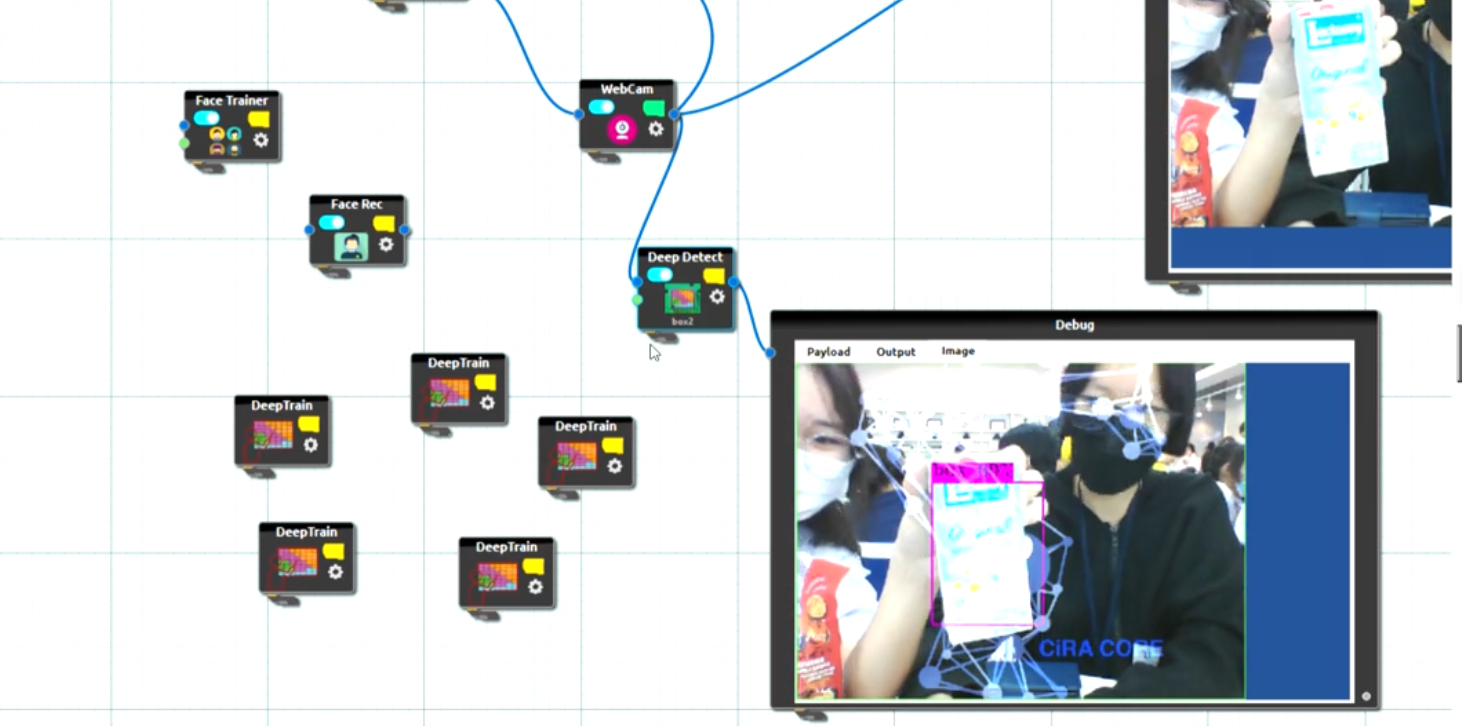 WebCam
Face Trainer
Face Rec
Deep Detect
box2
Debug
Payload Output Image
DeepTrain
DeepTrain
DeepTrain
DeepTrain
DeepTrain
Original
CiRA CORE